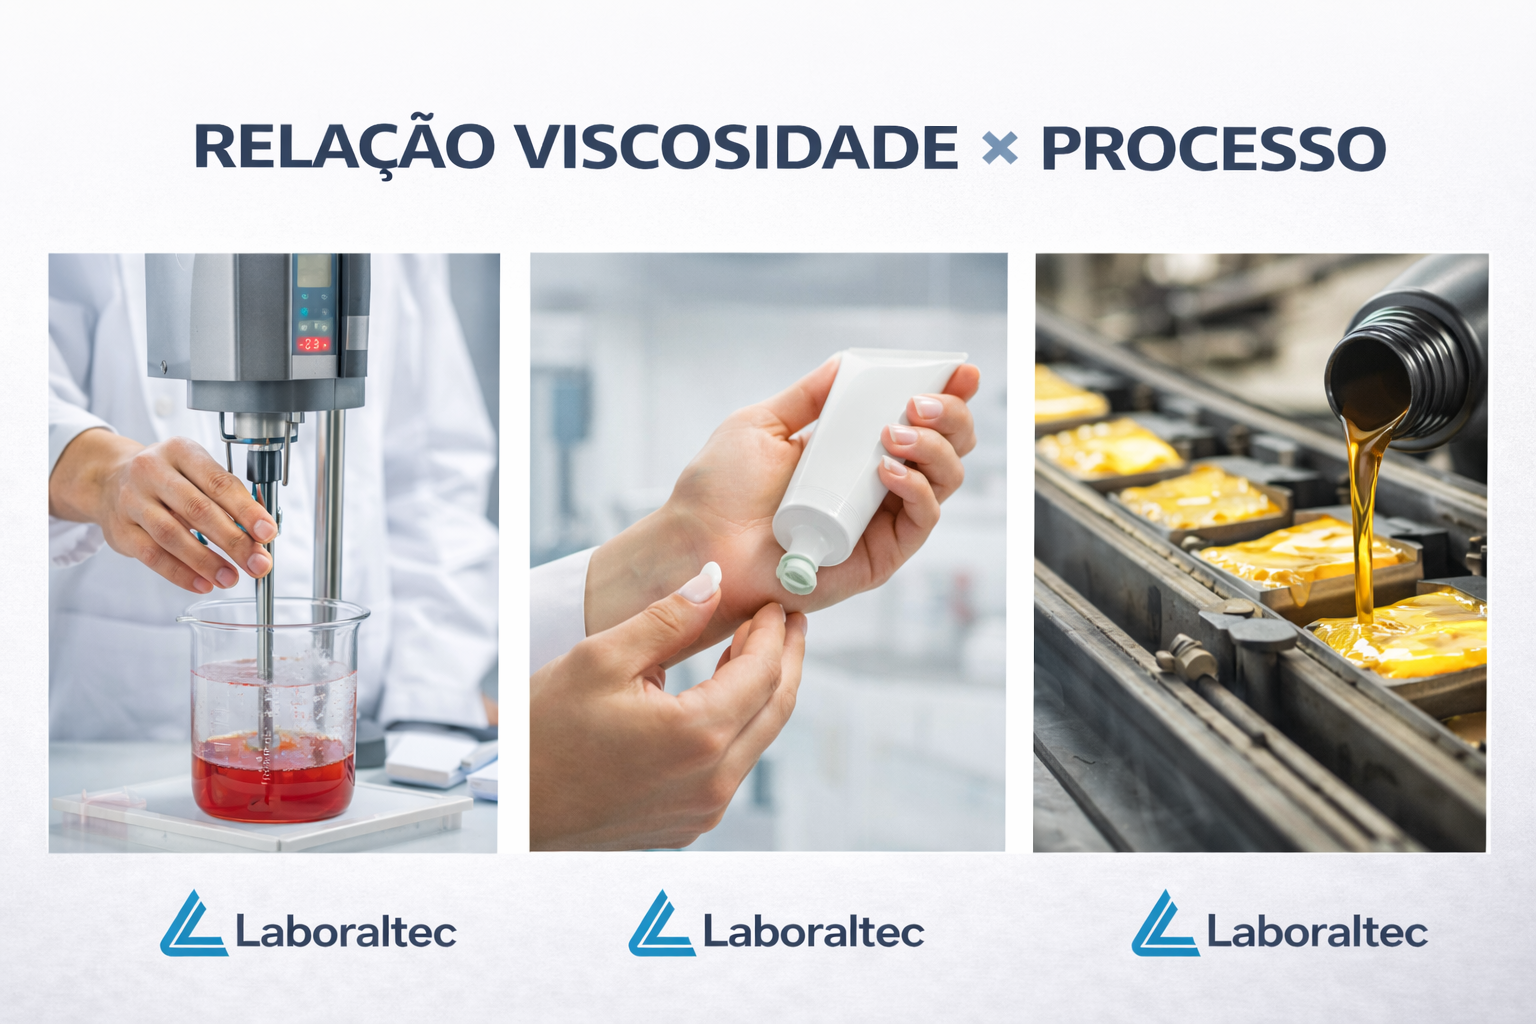 RELAÇÃO VISCOSIDADE × PROCESSO
Laboraltec
Laboraltec
Laboraltec